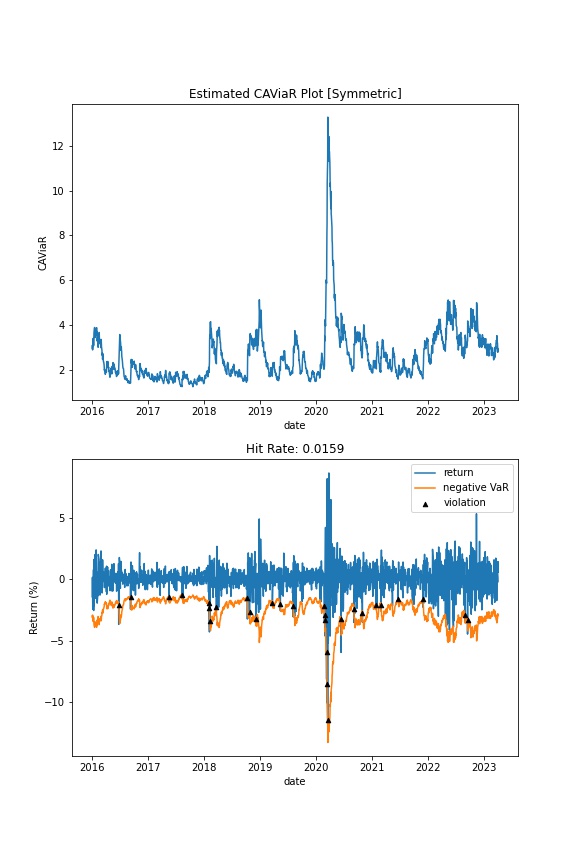 Estimated CAViaR Plot [Symmetric]
12
10
8
6
4
2
CAViaR
2016 2017 2018 2019 2020 2021 2022 2023
date
Hit Rate: 0.0159
return
negative VaR
violation
5
0
−5
−10
Return (%)
2016 2017 2018 2019 2020 2021 2022 2023
date